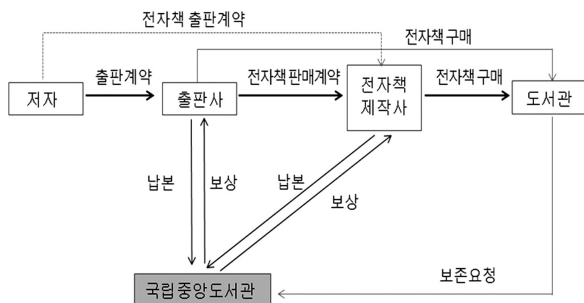 전자책 출판계약
전자책 구매
출판계약
전자책 판매계약
전자책 구매
저자
출판사
전자책
제작사
도서관
납본
보상
납본
보상
보존요청
국립중앙도서관